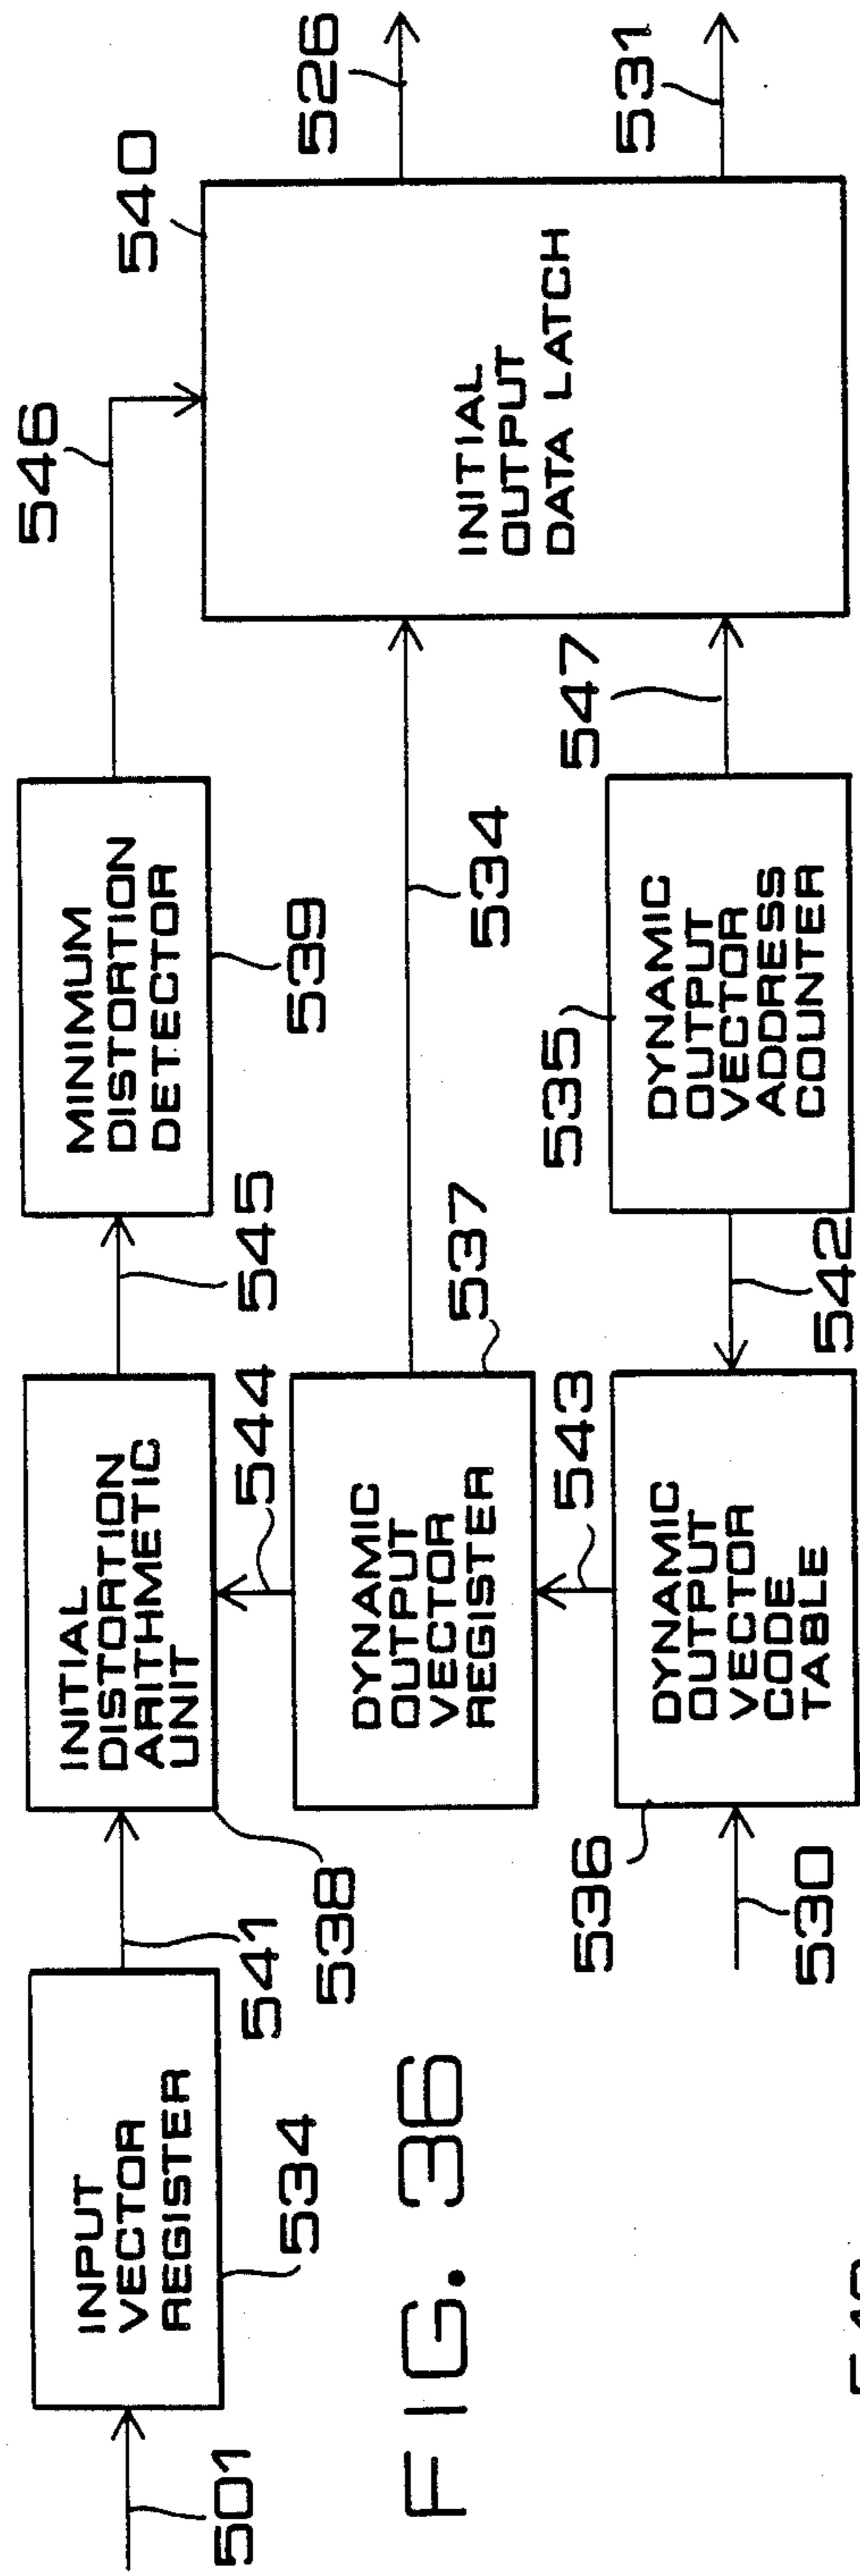 501
INPUT
VECTOR
REGISTER
534
541
INITIAL
DISTORTION
ARITHMETIC
UNIT
538
545
MINIMUM
DISTORTION
DETECTOR
539
546
544
DYNAMIC
OUTPUT
VECTOR
REGISTER
537
534
543
530
DYNAMIC
OUTPUT
VECTOR
CODE
TABLE
536
542
DYNAMIC
OUTPUT
VECTOR
ADDRESS
COUNTER
535
547
INITIAL
OUTPUT
DATA LATCH
540
526
531
FIG. 36